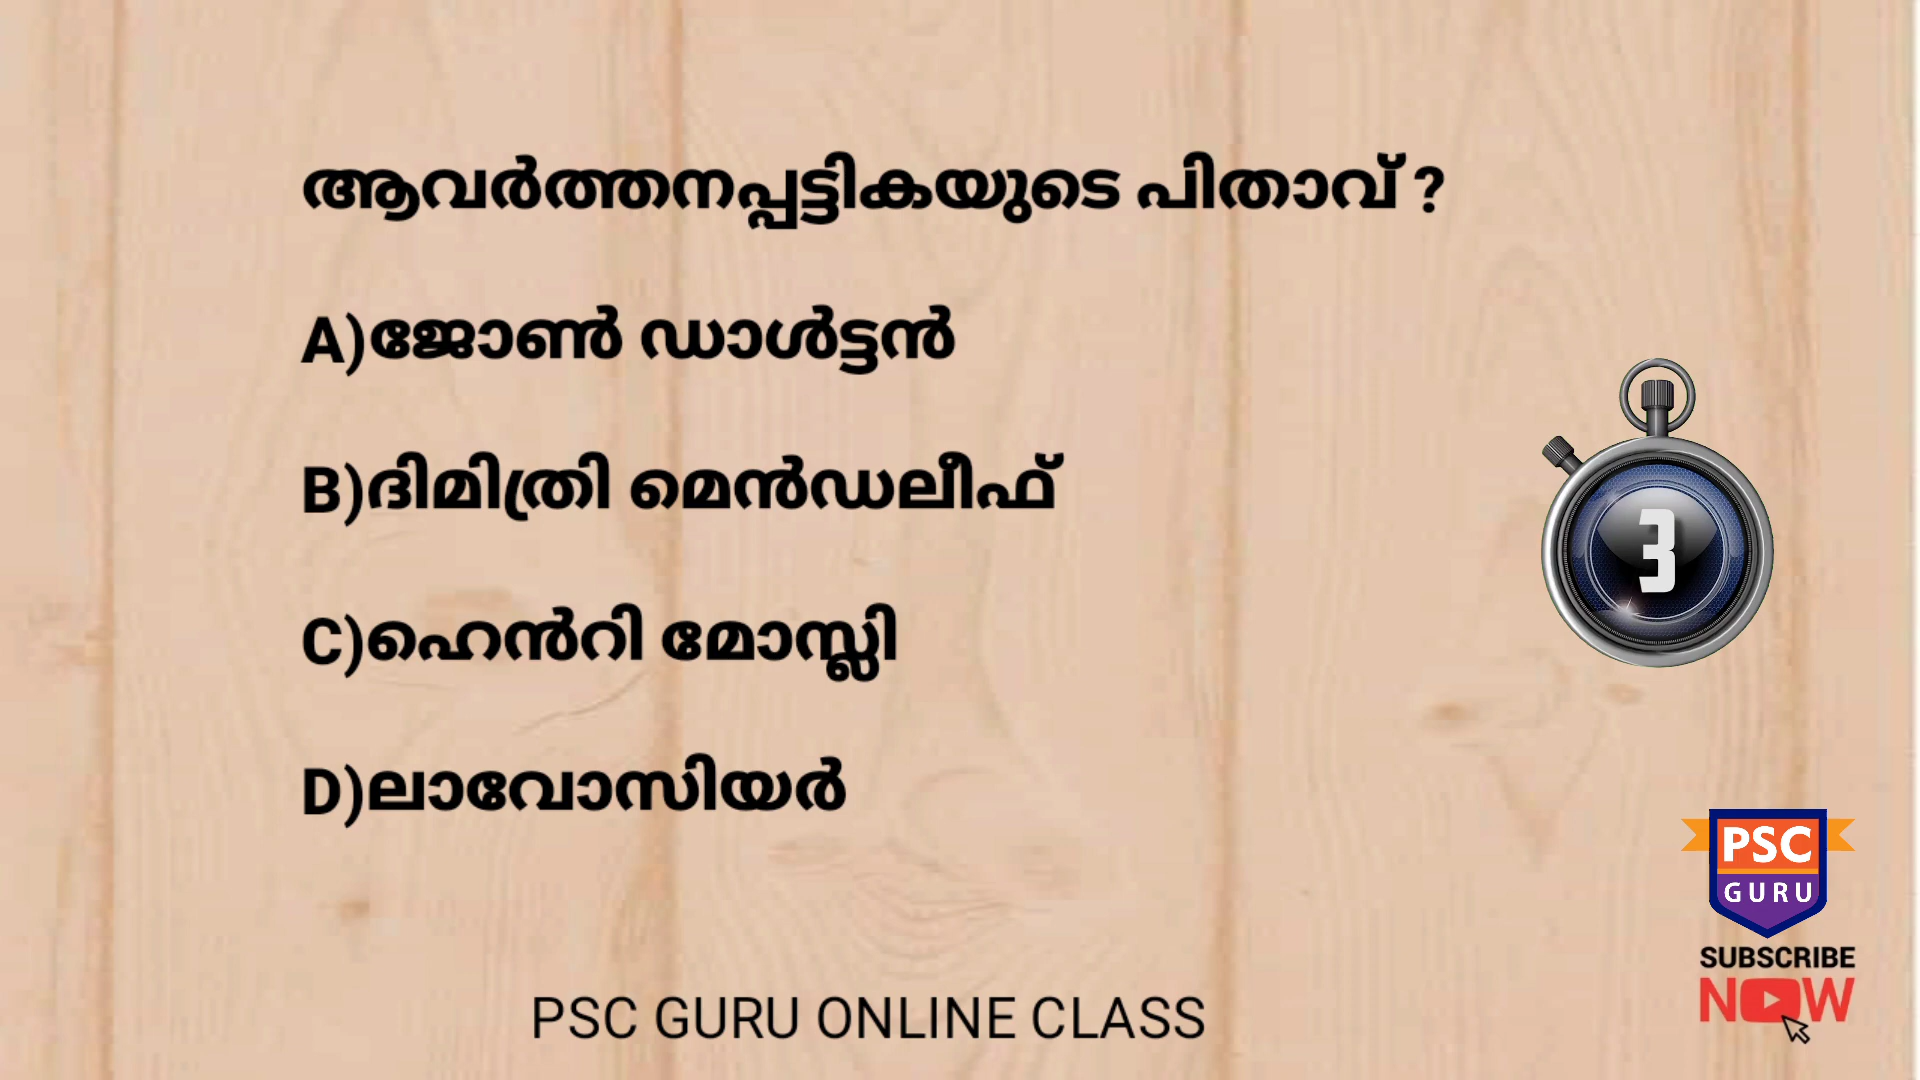 ആവർത്തനപ്പട്ടികയുടെ പിതാവ് ?
A)ജോൺ ഡാൾട്ടൻ
B)ദിമിത്രി മെൻഡലീഫ്
C)ഹെൻറി മോസ്ലി
D)ലാവോസിയർ
3
PSC
GURU
SUBSCRIBE
NOW
PSC GURU ONLINE CLASS